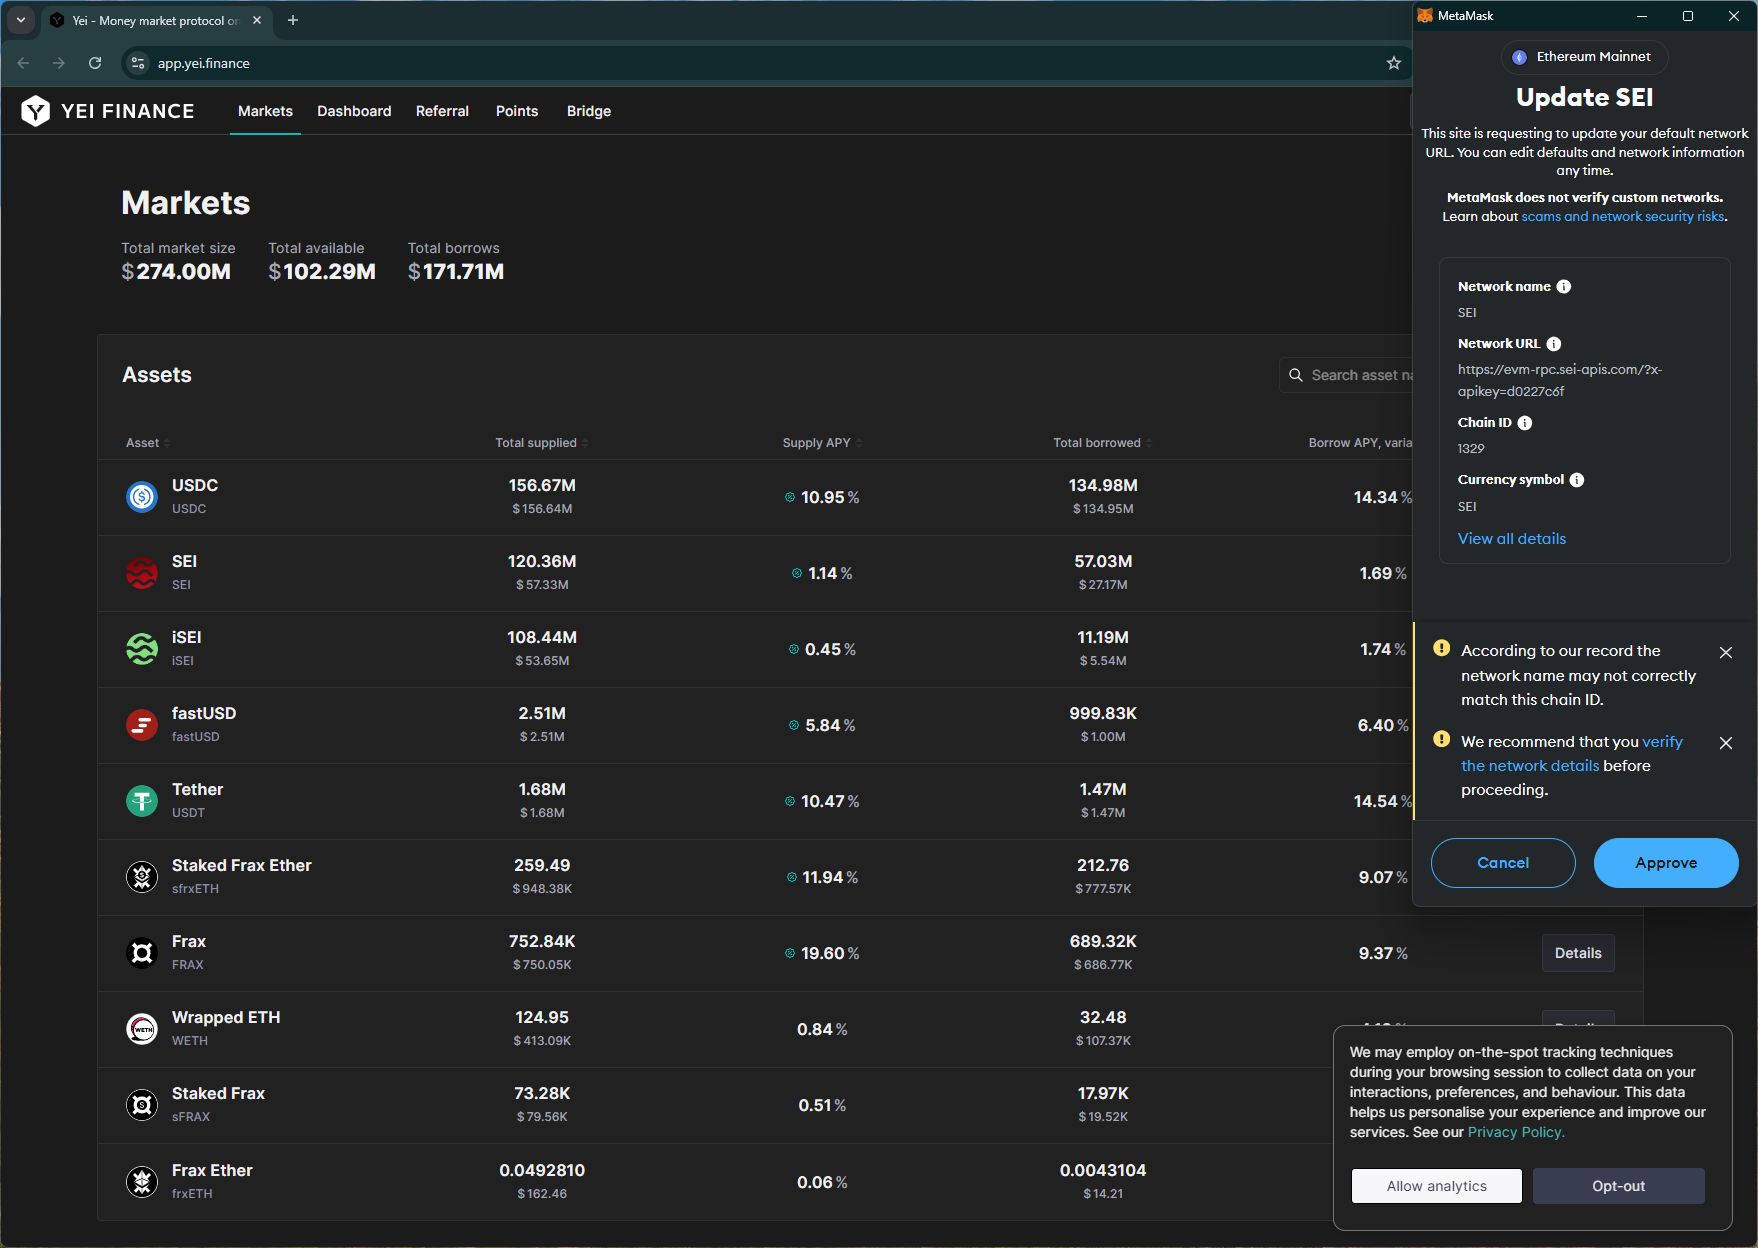 Yei - Money market protocol on
app.yei.finance
YEI FINANCE
Markets
Dashboard
Referral
Points
Bridge
Markets
Total market size
$274.00M
Total available
$102.29M
Total borrows
$171.71M
Assets
Search asset na
Asset
Total supplied
Supply APY
Total borrowed
Borrow APY, varia
USDC
USDC
156.67M
$156.64M
10.95%
134.98M
$134.95M
14.34%
SEI
SEI
120.36M
$57.33M
1.14%
57.03M
$27.17M
1.69%
iSEI
iSEI
108.44M
$53.65M
0.45%
11.19M
$5.54M
1.74%
fastUSD
fastUSD
2.51M
$2.51M
5.84%
999.83K
$1.00M
6.40%
Tether
USDT
1.68M
$1.68M
10.47%
1.47M
$1.47M
14.54%
Staked Frax Ether
sfrxETH
259.49
$948.38K
11.94%
212.76
$777.57K
9.07%
Frax
FRAX
752.84K
$750.05K
19.60%
689.32K
$686.77K
9.37%
Details
WETH
Wrapped ETH
WETH
124.95
$413.09K
0.84%
32.48
$107.37K
Staked Frax
sFRAX
73.28K
$79.56K
0.51%
17.97K
$19.52K
Frax Ether
frxETH
0.0492810
$162.46
0.06%
0.0043104
$14.21
MetaMask
Ethereum Mainnet
Update SEI
This site is requesting to update your default network
URL. You can edit defaults and network information
any time.
MetaMask does not verify custom networks.
Learn about scams and network security risks.
Network name
SEI
Network URL
https://evm-rpc.sei-apis.com/?x-
apikey=d0227c6f
Chain ID
1329
Currency symbol
SEI
View all details
According to our record the
network name may not correctly
match this chain ID.
We recommend that you verify
the network details before
proceeding.
Cancel
Approve
We may employ on-the-spot tracking techniques
during your browsing session to collect data on your
interactions, preferences, and behaviour. This data
helps us personalise your experience and improve our
services. See our Privacy Policy.
Allow analytics
Opt-out